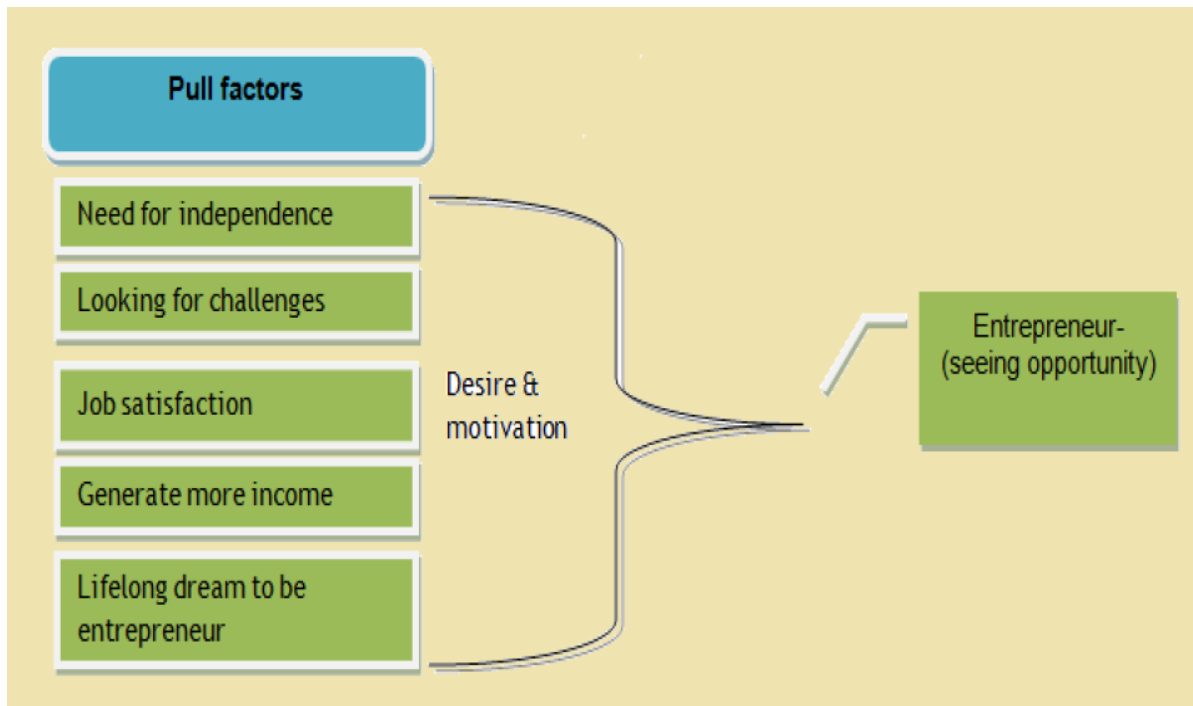 Pull factors
Need for independence
Looking for challenges
Job satisfaction
Generate more income
Lifelong dream to be
entrepreneur
Desire &
motivation
Entrepreneur-
(seeing opportunity)